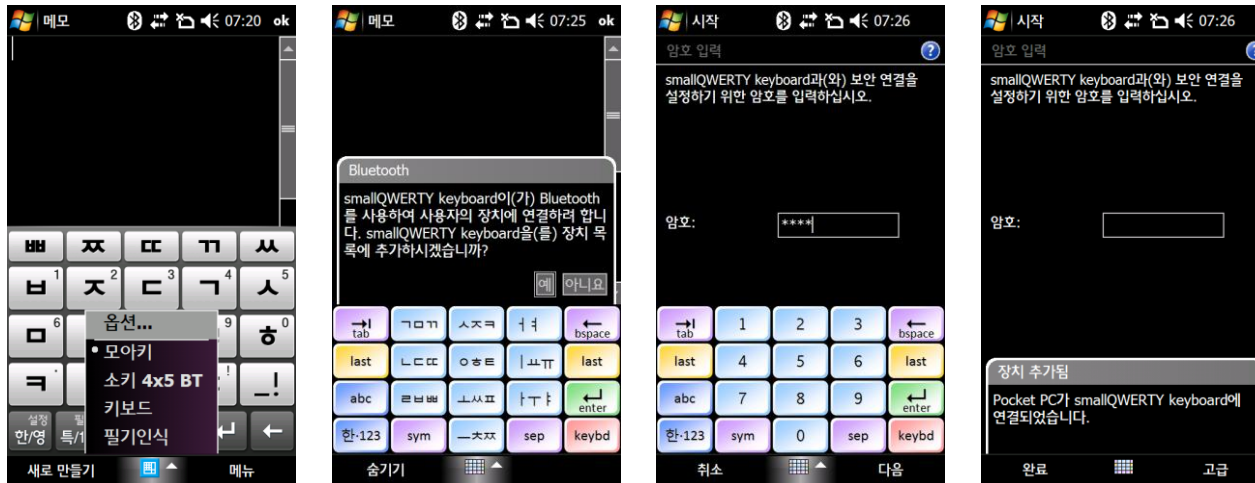 메모 07:20 ok
ㅃ ㅉ ㄸ ㄲ ㅆ
ㅂ 1 ㅈ 2 ㄷ 3 ㄱ 4 ㅅ 5
ㅁ 6 9 ㅎ 0
ㅋ . ! _!
옵션...
모아키
소키 4x5 BT
키보드
필기인식
설정
한/영 특/1
새로 만들기 메뉴
메모 07:25 ok
Bluetooth
smallQWERTY keyboard이(가) Bluetooth
를 사용하여 사용자의 장치에 연결하려 합니
다. smallQWERTY keyboard을(를) 장치 목
록에 추가하시겠습니까?
예 아니요
tab ㄱㅁㄲ ㅅㅈㅋ ㅓㅕ bspace
last ㄴㄷㄸ ㅇㅎㅌ ㅣㅛㅠ last
abc ㄹㅂㅃ ㅗㅆㅍ ㅏㅜㅑ enter
한·123 sym ㅡㅊㅉ sep keybd
숨기기
시작 07:26
암호 입력
smallQWERTY keyboard과(와) 보안 연결을
설정하기 위한 암호를 입력하십시오.
암호: ****
tab 1 2 3 bspace
last 4 5 6 last
abc 7 8 9 enter
한·123 sym 0 sep keybd
취소 다음
시작 07:26
암호 입력
smallQWERTY keyboard과(와) 보안 연결을
설정하기 위한 암호를 입력하십시오.
암호:
장치 추가됨
Pocket PC가 smallQWERTY keyboard에
연결되었습니다.
완료 고급